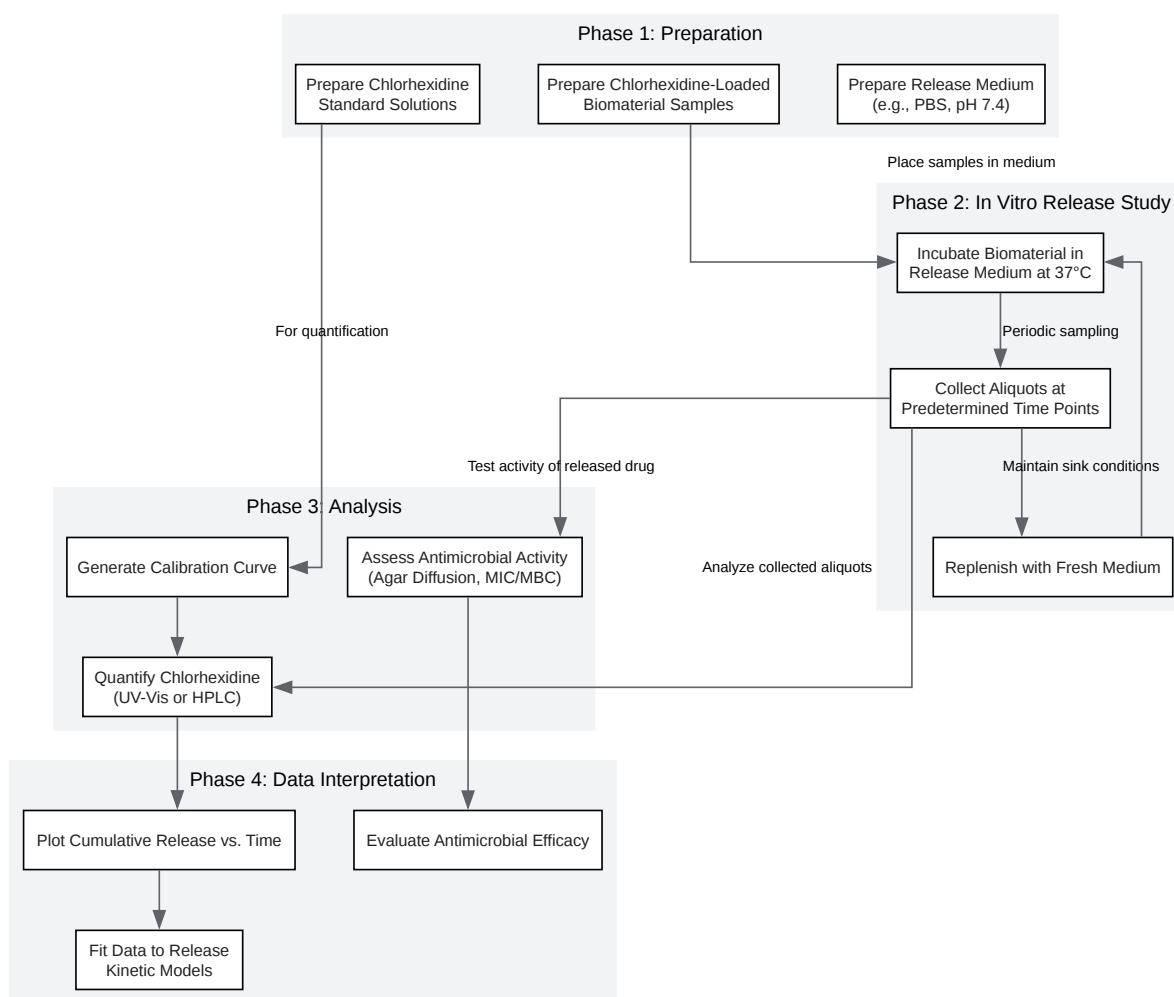 Phase 1: Preparation
Prepare Chlorhexidine
Standard Solutions
Prepare Chlorhexidine-Loaded
Biomaterial Samples
Prepare Release Medium
(e.g., PBS, pH 7.4)
Place samples in medium
Phase 2: In Vitro Release Study
Incubate Biomaterial in
Release Medium at 37°C
For quantification
Periodic sampling
Collect Aliquots at
Predetermined Time Points
Test activity of released drug
Maintain sink conditions
Phase 3: Analysis
Generate Calibration Curve
Assess Antimicrobial Activity
(Agar Diffusion, MIC/MBC)
Analyze collected aliquots
Replenish with Fresh Medium
Quantify Chlorhexidine
(UV-Vis or HPLC)
Phase 4: Data Interpretation
Plot Cumulative Release vs. Time
Evaluate Antimicrobial Efficacy
Fit Data to Release
Kinetic Models